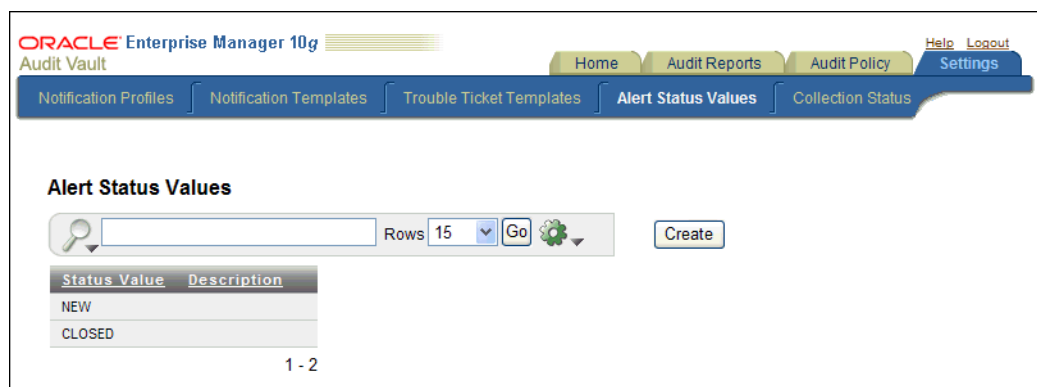 ORACLE Enterprise Manager 10g
Audit Vault
Help Logout
Home Audit Reports Audit Policy Settings
Notification Profiles Notification Templates Trouble Ticket Templates Alert Status Values Collection Status
Alert Status Values
Rows 15 Go Create
Status Value Description
NEW
CLOSED
1 - 2